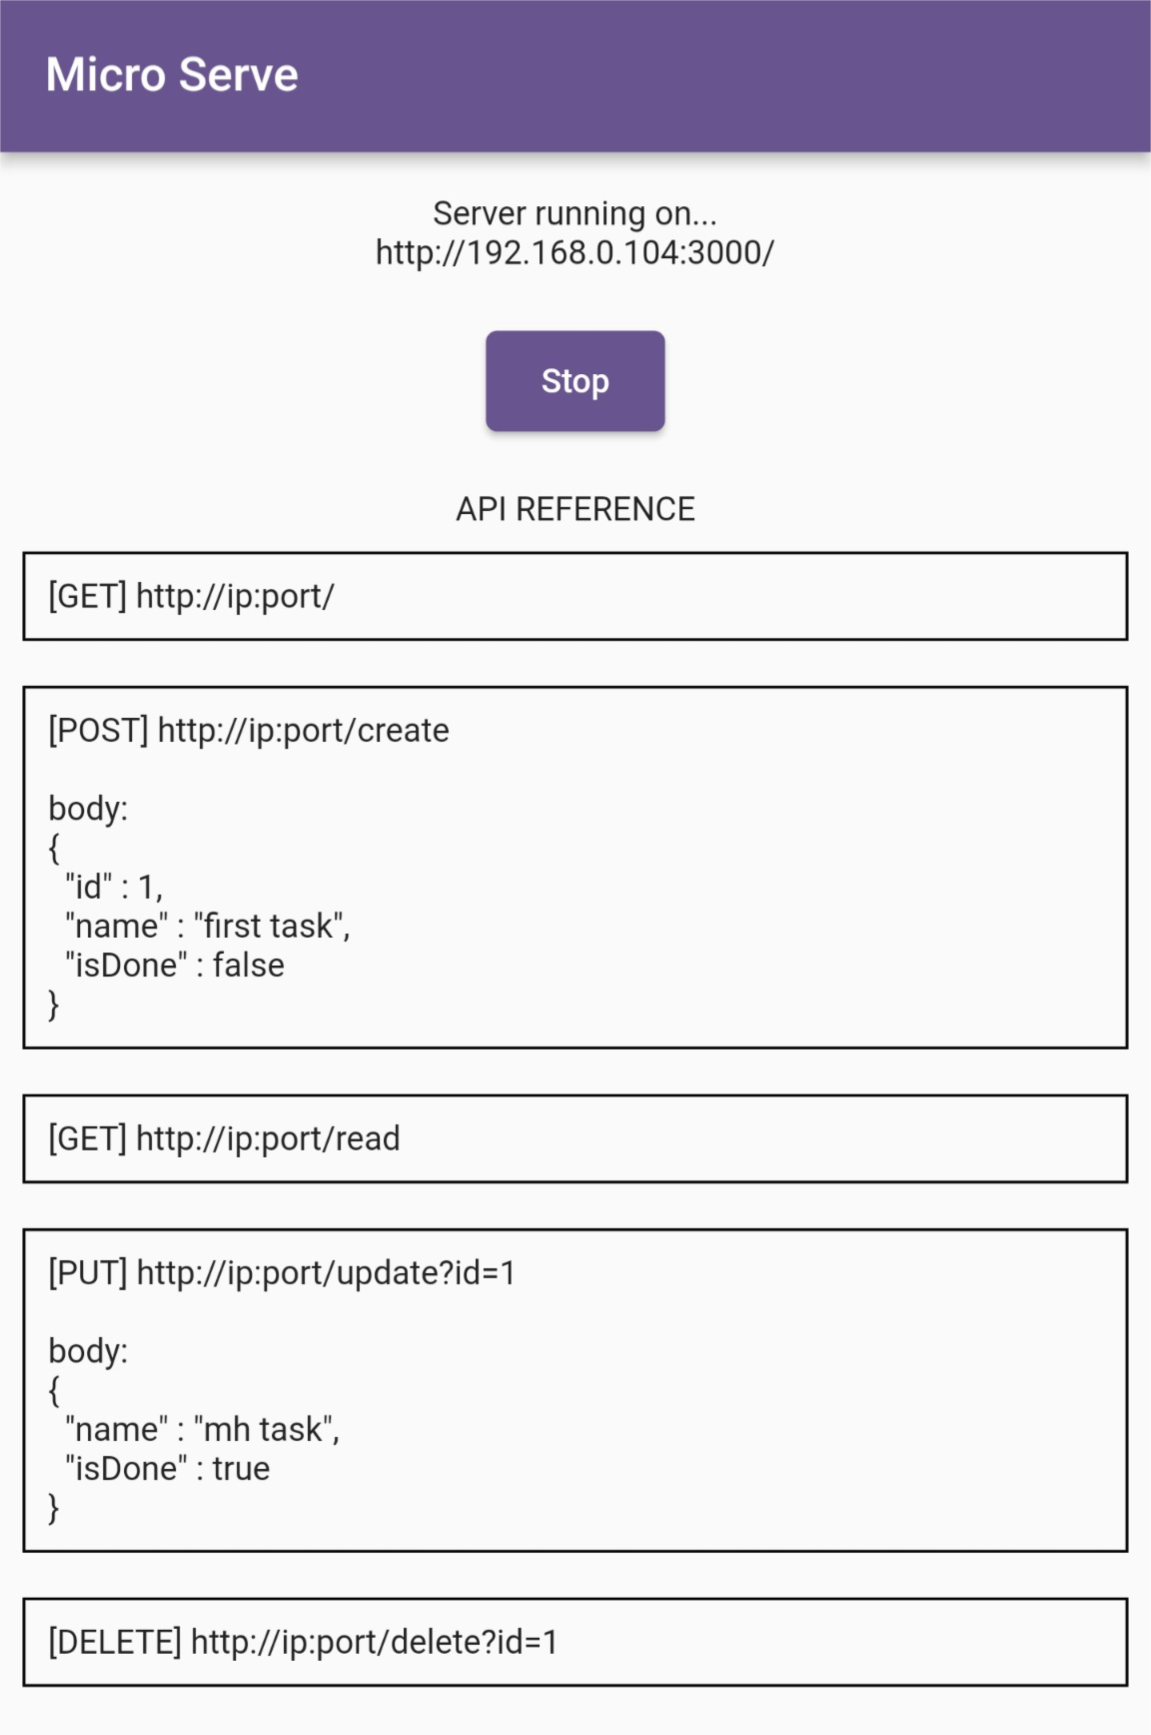 Micro Serve
Server running on...
http://192.168.0.104:3000/
Stop
API REFERENCE
[GET] http://ip:port/
[POST] http://ip:port/create
body:
{
"id" : 1,
"name" : "first task",
"isDone" : false
}
[GET] http://ip:port/read
[PUT] http://ip:port/update?id=1
body:
{
"name" : "mh task",
"isDone" : true
}
[DELETE] http://ip:port/delete?id=1